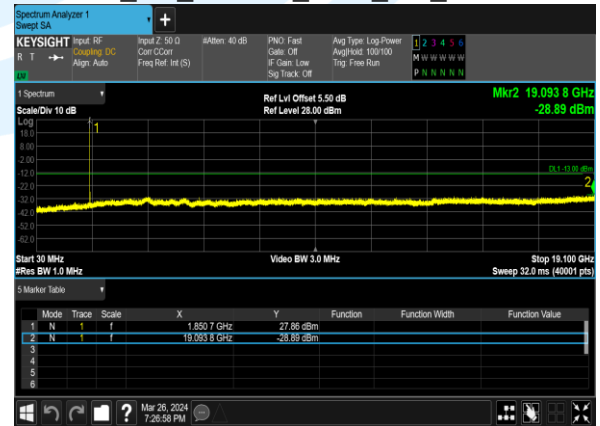 Spectrum Analyzer 1
Swept SA
+
KEYSIGHT
R T
LV
Input: RF
Coupling: DC
Align: Auto
Input Z: 50 Ω
Corr CCorr
Freq Ref: Int (S)
#Atten: 40 dB
PNO: Fast
Gate: Off
IF Gain: Low
Sig Track: Off
Avg Type: Log-Power
Avg|Hold: 100/100
Trig: Free Run
1 2 3 4 5 6
M W W W W W
P N N N N N
1 Spectrum
Scale/Div 10 dB
Log
Ref Lvl Offset 5.50 dB
Ref Level 28.00 dBm
Mkr2 19.093 8 GHz
-28.89 dBm
1
18.0
8.00
-2.00
-12.0
DL1 -13.00 dBm
-22.0
2
-32.0
-42.0
-52.0
-62.0
Start 30 MHz
#Res BW 1.0 MHz
Video BW 3.0 MHz
Stop 19.100 GHz
Sweep 32.0 ms (40001 pts)
5 Marker Table
Mode Trace Scale X Y Function Function Width Function Value
1 N 1 f 1.850 7 GHz 27.86 dBm
2 N 1 f 19.093 8 GHz -28.89 dBm
3
4
5
6
?
Mar 26, 2024
7:26:58 PM